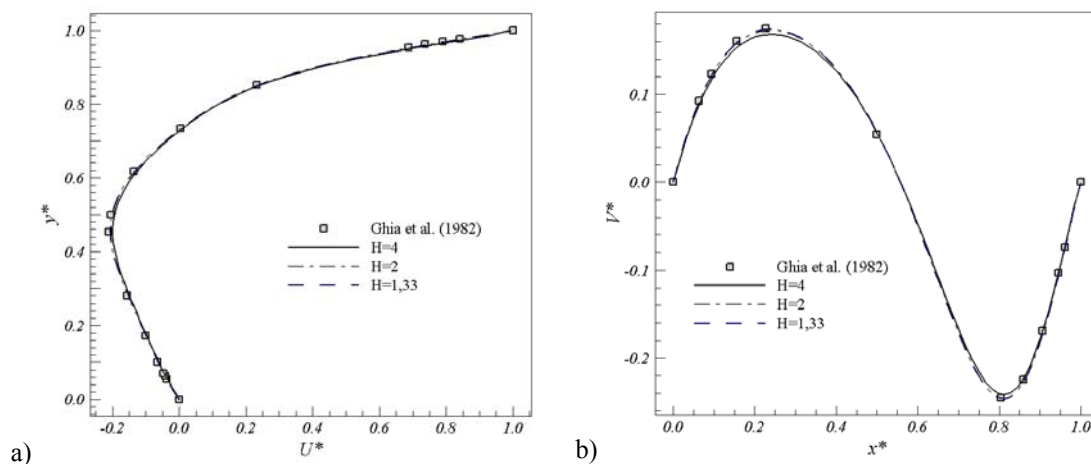 1.0
0.8
0.6
0.4
0.2
0.0
y*
-0.2 0.0 0.2 0.4 0.6 0.8 1.0
U*
Ghia et al. (1982)
H=4
H=2
H=1,33
a)
0.1
0.0
-0.1
-0.2
V*
0.0 0.2 0.4 0.6 0.8 1.0
x*
Ghia et al. (1982)
H=4
H=2
H=1,33
b)